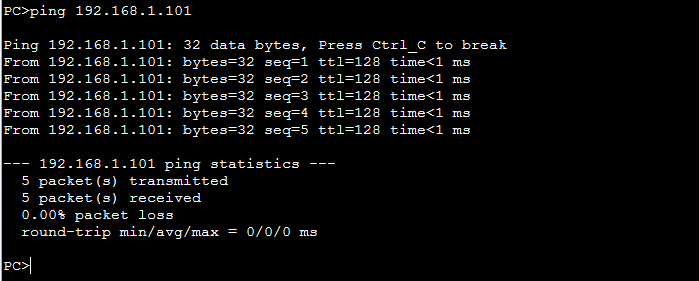 PC>ping 192.168.1.101
Ping 192.168.1.101: 32 data bytes, Press Ctrl_C to break
From 192.168.1.101: bytes=32 seq=1 ttl=128 time<1 ms
From 192.168.1.101: bytes=32 seq=2 ttl=128 time<1 ms
From 192.168.1.101: bytes=32 seq=3 ttl=128 time<1 ms
From 192.168.1.101: bytes=32 seq=4 ttl=128 time<1 ms
From 192.168.1.101: bytes=32 seq=5 ttl=128 time<1 ms
--- 192.168.1.101 ping statistics ---
5 packet(s) transmitted
5 packet(s) received
0.00% packet loss
round-trip min/avg/max = 0/0/0 ms
PC>